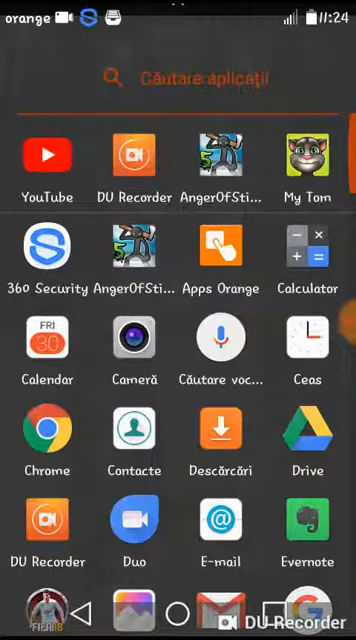 orange 11:24
Căutare aplicații
YouTube DU Recorder AngerOfSti... My Tom
360 Security AngerOfSti... Apps Orange Calculator
FRI
30
Calendar Cameră Căutare voc... Ceas
Chrome Contacte Descărcări Drive
DU Recorder Duo E-mail Evernote
FIFA18 DU Recorder